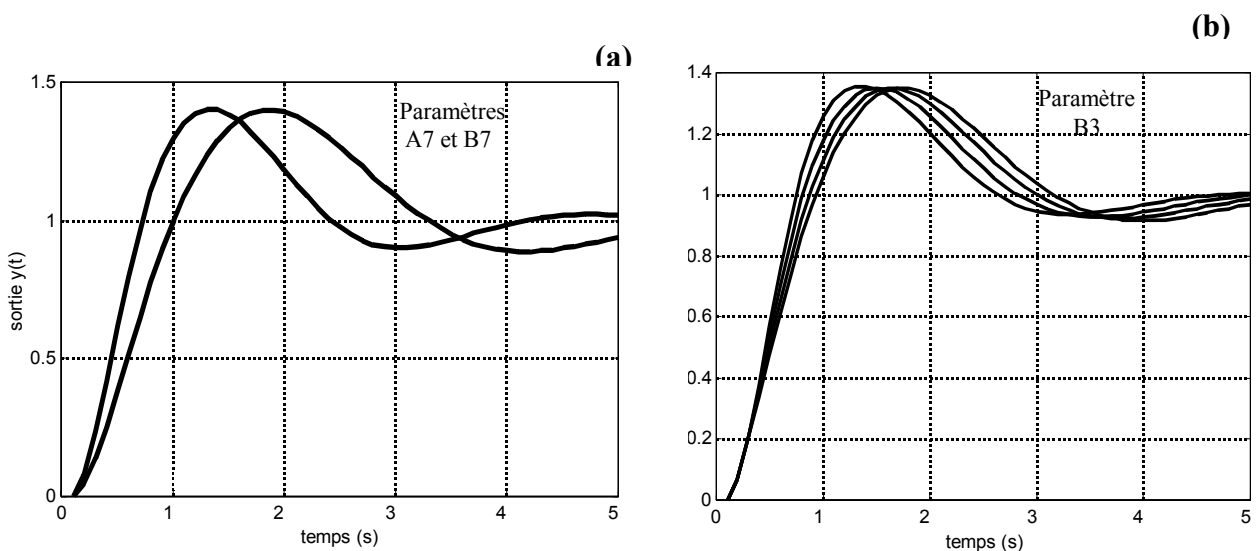 (a)
1.5
1
0.5
0
sortie y(t)
Paramètres
A7 et B7
0 1 2 3 4 5
temps (s)
(b)
1.4
1.2
1
0.8
0.6
0.4
0.2
0
Paramètre
B3
0 1 2 3 4 5
temps (s)